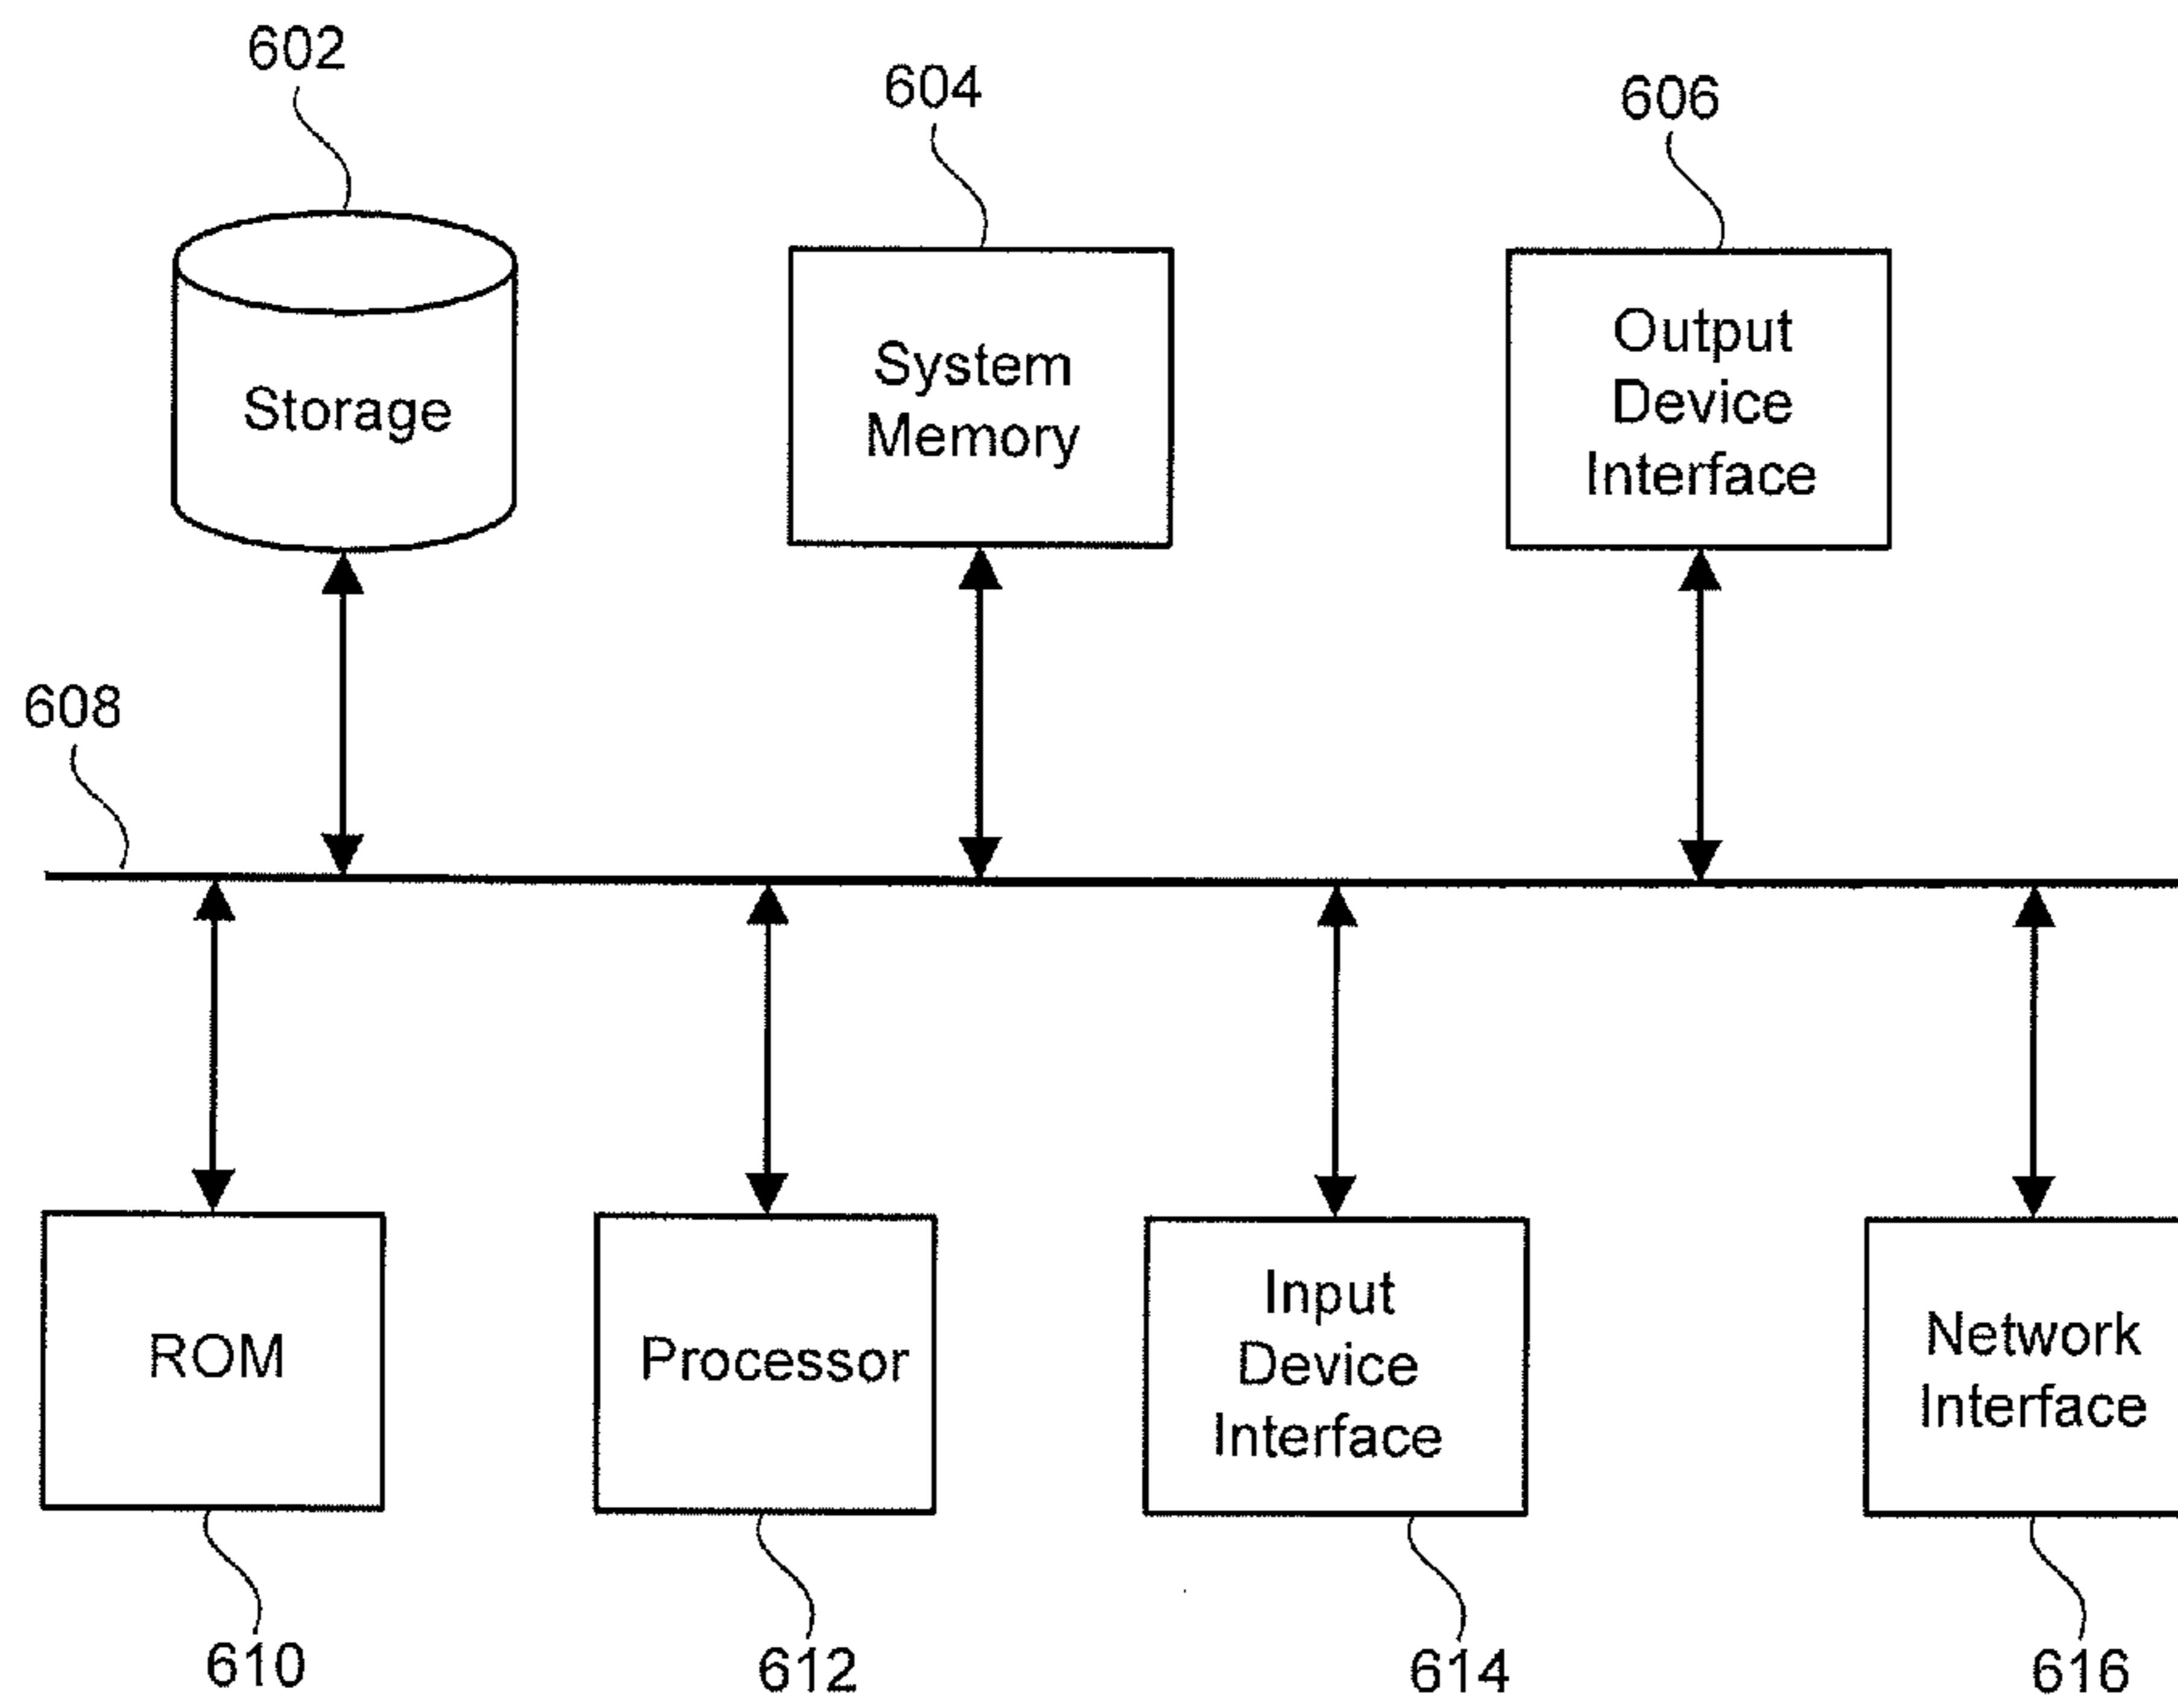 602
604
606
Storage
System
Memory
Output
Device
Interface
608
ROM
Processor
Input
Device
Interface
Network
Interface
610
612
614
616